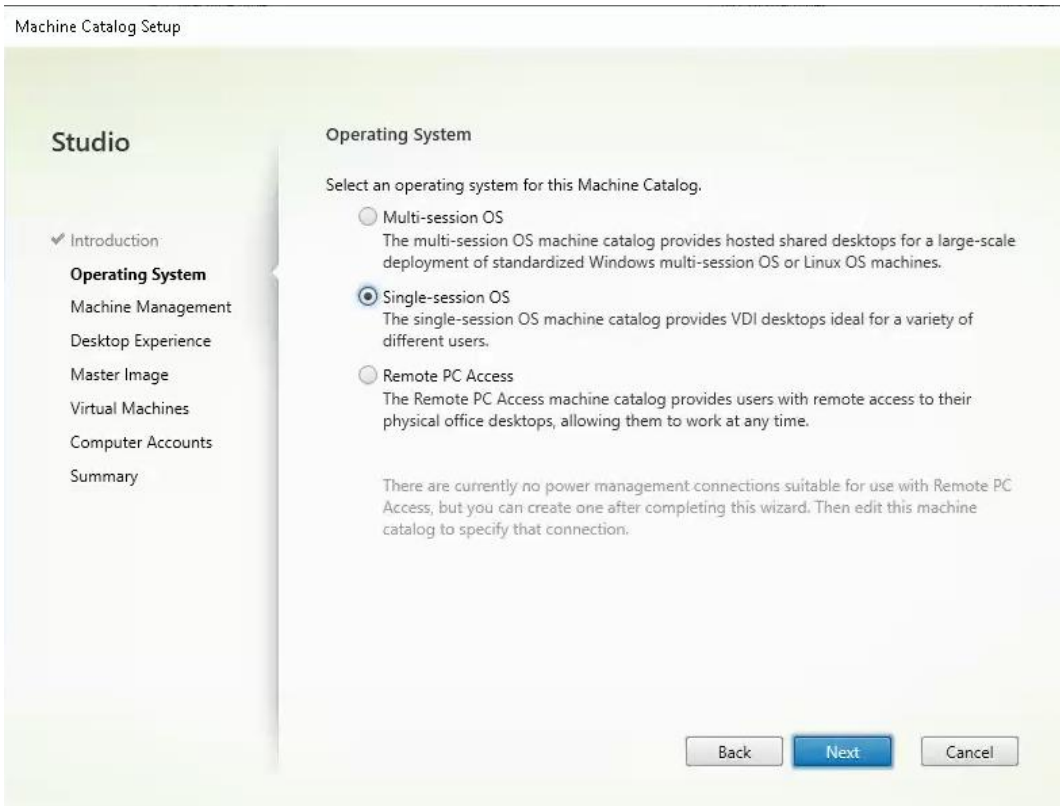 Machine Catalog Setup
Studio
Introduction
Operating System
Machine Management
Desktop Experience
Master Image
Virtual Machines
Computer Accounts
Summary
Operating System
Select an operating system for this Machine Catalog.
Multi-session OS
The multi-session OS machine catalog provides hosted shared desktops for a large-scale
deployment of standardized Windows multi-session OS or Linux OS machines.
Single-session OS
The single-session OS machine catalog provides VDI desktops ideal for a variety of
different users.
Remote PC Access
The Remote PC Access machine catalog provides users with remote access to their
physical office desktops, allowing them to work at any time.
There are currently no power management connections suitable for use with Remote PC
Access, but you can create one after completing this wizard. Then edit this machine
catalog to specify that connection.
Back
Next
Cancel